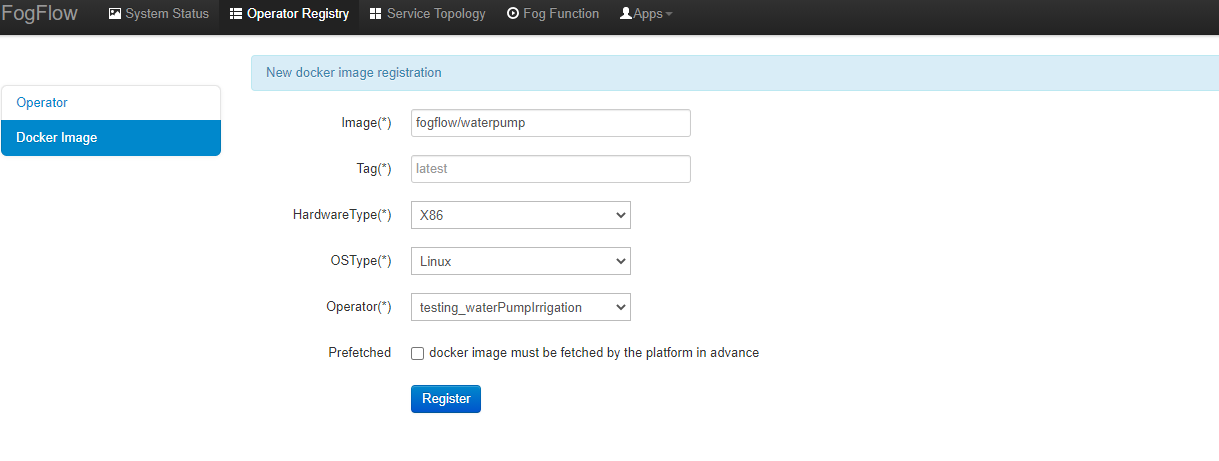 FogFlow System Status Operator Registry Service Topology Fog Function Apps
New docker image registration
Operator
Docker Image
Image(*) fogflow/waterpump
Tag(*) latest
HardwareType(*) X86
OSType(*) Linux
Operator(*) testing_waterPumpIrrigation
Prefetched docker image must be fetched by the platform in advance
Register